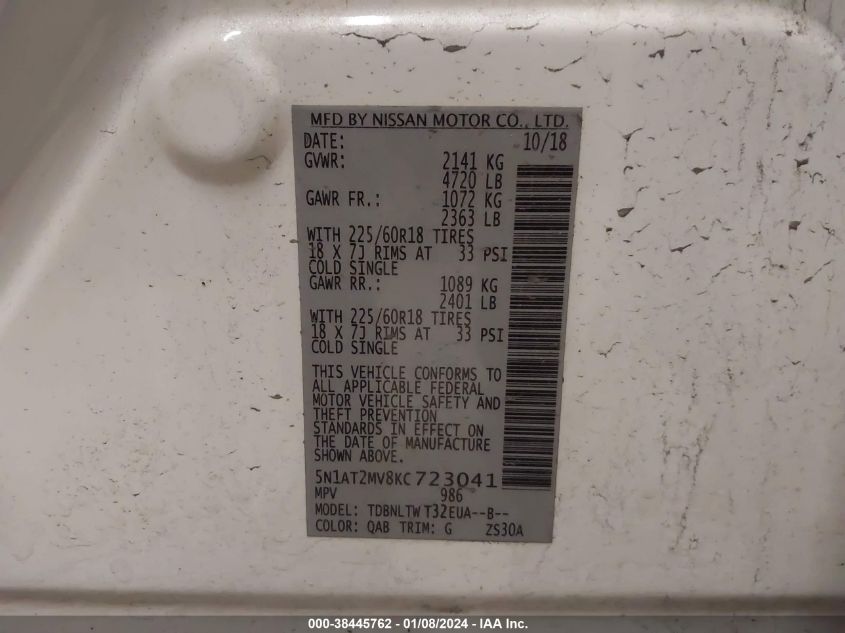 MFD BY NISSAN MOTOR CO., LTD.
DATE: 10/18
GVWR: 2141 KG
4720 LB
GAWR FR.: 1072 KG
2363 LB
WITH 225/60R18 TIRES
18 X 7J RIMS AT 33 PSI
COLD SINGLE
GAWR RR.: 1089 KG
2401 LB
WITH 225/60R18 TIRES
18 X 7J RIMS AT 33 PSI
COLD SINGLE
THIS VEHICLE CONFORMS TO
ALL APPLICABLE FEDERAL
MOTOR VEHICLE SAFETY AND
THEFT PREVENTION
STANDARDS IN EFFECT ON
THE DATE OF MANUFACTURE
SHOWN ABOVE.
5N1AT2MV8KC723041
MPV 986
MODEL: TDBNLTW T32EUA--B--
COLOR: QAB TRIM: G ZS30A
000-38445762 - 01/08/2024 - IAA Inc.